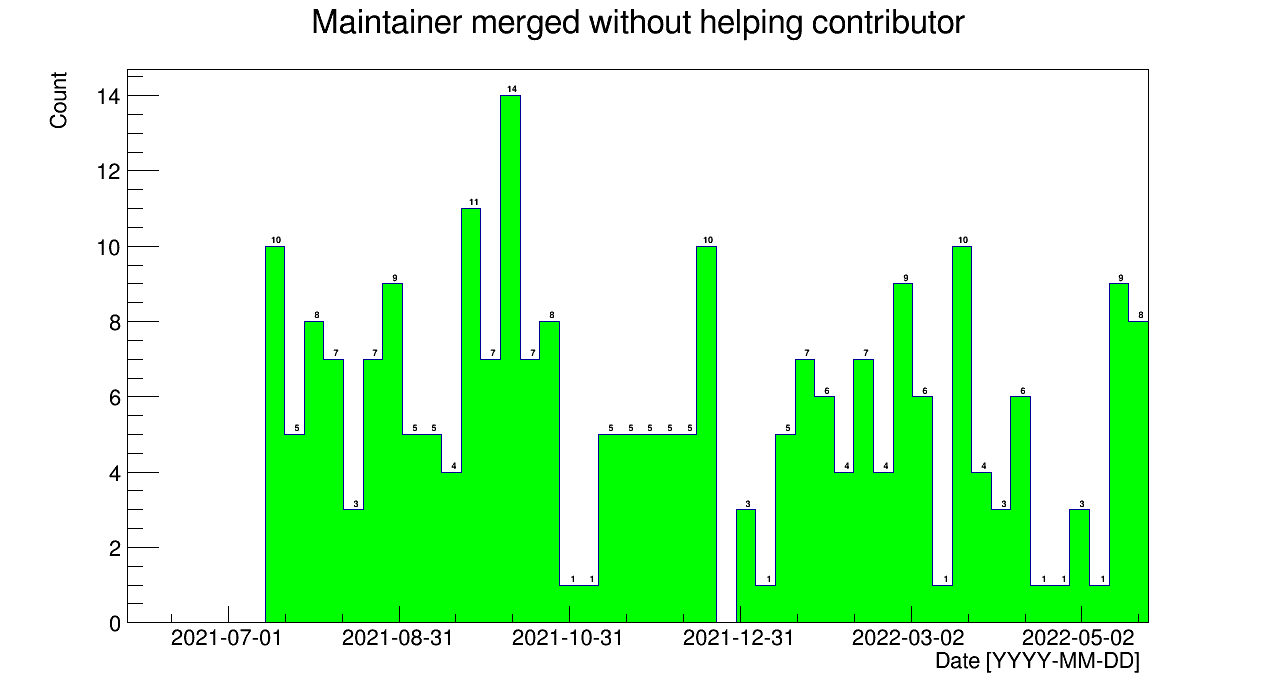 Maintainer merged without helping contributor
Count
14
12
10
8
6
4
2
0
10 5 8 7 3 7 9 5 5 4 11 7 14 7 8 1 1 5 5 5 5 5 10 3 1 5 7 6 4 7 4 9 6 1 10 4 3 6 1 1 3 1 9 8
2021-07-01 2021-08-31 2021-10-31 2021-12-31 2022-03-02 2022-05-02
Date [YYYY-MM-DD]